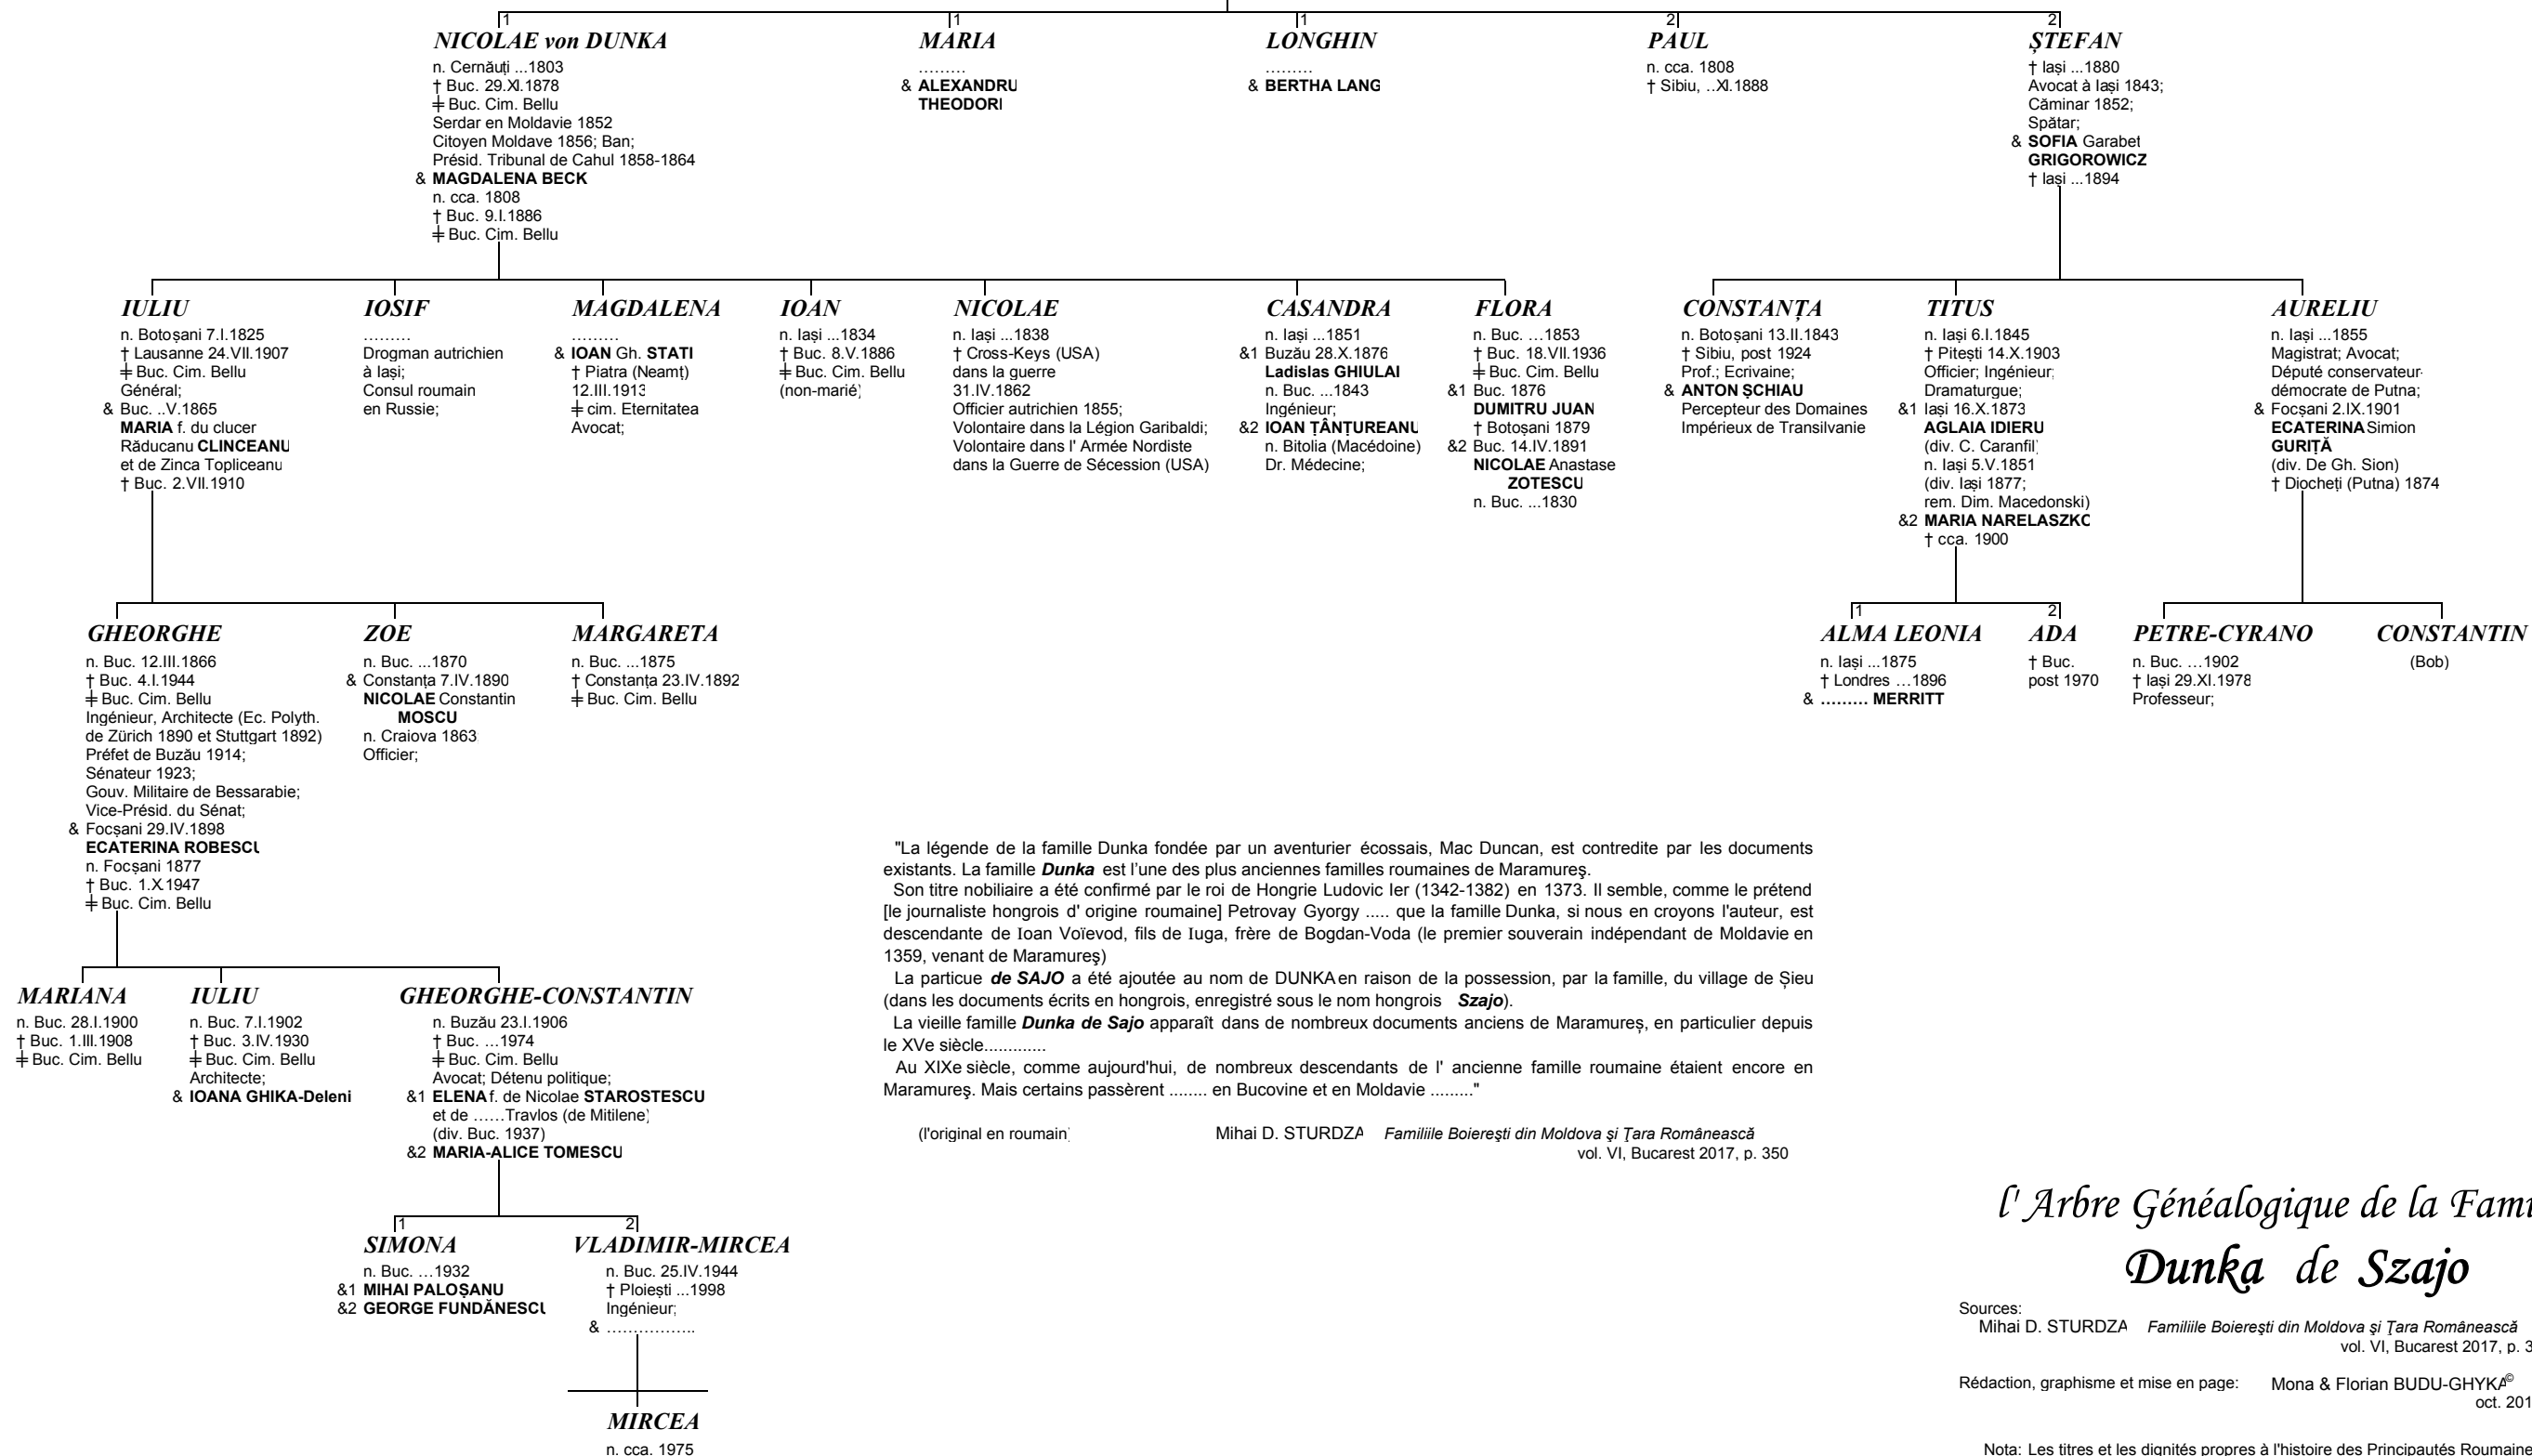 1
1
1
2
2
NICOLAE von DUNKA
n. Cernăuți ...1803
† Buc. 29.XI.1878
╪ Buc. Cim. Bellu
Serdar en Moldavie 1852
Citoyen Moldave 1856; Ban;
Présid. Tribunal de Cahul 1858-1864
& MAGDALENA BECK
n. cca. 1808
† Buc. 9.I.1886
╪ Buc. Cim. Bellu
MARIA
.........
& ALEXANDRU
THEODORI
LONGHIN
.........
& BERTHA LANG
PAUL
n. cca. 1808
† Sibiu, ..XI.1888
ȘTEFAN
† Iași ...1880
Avocat à Iași 1843;
Căminar 1852;
Spătar;
& SOFIA Garabet
GRIGOROWICZ
† Iași ...1894
IULIU
n. Botoșani 7.I.1825
† Lausanne 24.VII.1907
╪ Buc. Cim. Bellu
Général;
& Buc. ..V.1865
MARIA f. du clucer
Răducanu CLINCEANU
et de Zinca Topliceanu
† Buc. 2.VII.1910
IOSIF
.........
Drogman autrichien
à Iași;
Consul roumain
en Russie;
MAGDALENA
.........
& IOAN Gh. STATI
† Piatra (Neamț)
12.III.1913
╪ cim. Eternitatea
Avocat;
IOAN
n. Iași ...1834
† Buc. 8.V.1886
╪ Buc. Cim. Bellu
(non-marié)
NICOLAE
n. Iași ...1838
† Cross-Keys (USA)
dans la guerre
31.IV.1862
Officier autrichien 1855;
Volontaire dans la Légion Garibaldi;
Volontaire dans l' Armée Nordiste
dans la Guerre de Sécession (USA)
CASANDRA
n. Iași ...1851
&1 Buzău 28.X.1876
Ladislas GHIULAI
n. Buc. ...1843
Ingénieur;
&2 IOAN ȚÂNȚUREANU
n. Bitolia (Macédoine)
Dr. Médecine;
FLORA
n. Buc. ...1853
† Buc. 18.VII.1936
╪ Buc. Cim. Bellu
&1 Buc. 1876
DUMITRU JUAN
† Botoșani 1879
&2 Buc. 14.IV.1891
NICOLAE Anastase
ZOTESCU
n. Buc. ...1830
CONSTANȚA
n. Botoșani 13.II.1843
† Sibiu, post 1924
Prof.; Ecrivaine;
& ANTON ȘCHIAU
Percepteur des Domaines
Impérieux de Transilvanie
TITUS
n. Iași 6.I.1845
† Pitești 14.X.1903
Officier; Ingénieur;
Dramaturgue;
&1 Iași 16.X.1873
AGLAIA IDIERU
(div. C. Caranfil)
n. Iași 5.V.1851
(div. Iași 1877;
rem. Dim. Macedonski)
&2 MARIA NARELASZKO
† cca. 1900
AURELIU
n. Iași ...1855
Magistrat; Avocat;
Député conservateur-
démocrate de Putna;
& Focșani 2.IX.1901
ECATERINA Simion
GURIȚĂ
(div. De Gh. Sion)
† Diocheți (Putna) 1874
GHEORGHE
n. Buc. 12.III.1866
† Buc. 4.I.1944
╪ Buc. Cim. Bellu
Ingénieur, Architecte (Ec. Polyth.
de Zürich 1890 et Stuttgart 1892)
Préfet de Buzău 1914;
Sénateur 1923;
Gouv. Militaire de Bessarabie;
Vice-Présid. du Sénat;
& Focșani 29.IV.1898
ECATERINA ROBESCU
n. Focșani 1877
† Buc. 1.X.1947
╪ Buc. Cim. Bellu
ZOE
n. Buc. ...1870
& Constanța 7.IV.1890
NICOLAE Constantin
MOSCU
n. Craiova 1863
Officier;
MARGARETA
n. Buc. ...1875
† Constanța 23.IV.1892
╪ Buc. Cim. Bellu
1
2
ALMA LEONIA
n. Iași ...1875
† Londres ...1896
& ......... MERRITT
ADA
† Buc.
post 1970
PETRE-CYRANO
n. Buc. ...1902
† Iași 29.XI.1978
Professeur;
CONSTANTIN
(Bob)
"La légende de la famille Dunka fondée par un aventurier écossais, Mac Duncan, est contredite par les documents
existants. La famille Dunka est l'une des plus anciennes familles roumaines de Maramureş.
Son titre nobiliaire a été confirmé par le roi de Hongrie Ludovic Ier (1342-1382) en 1373. Il semble, comme le prétend
[le journaliste hongrois d' origine roumaine] Petrovay Gyorgy ..... que la famille Dunka, si nous en croyons l'auteur, est
descendante de Ioan Voïevod, fils de Iuga, frère de Bogdan-Voda (le premier souverain indépendant de Moldavie en
1359, venant de Maramureş)
La particue de SAJO a été ajoutée au nom de DUNKA en raison de la possession, par la famille, du village de Șieu
(dans les documents écrits en hongrois, enregistré sous le nom hongrois Szajo).
La vieille famille Dunka de Sajo apparaît dans de nombreux documents anciens de Maramureș, en particulier depuis
le XVe siècle.............
Au XIXe siècle, comme aujourd'hui, de nombreux descendants de l' ancienne famille roumaine étaient encore en
Maramureş. Mais certains passèrent ........ en Bucovine et en Moldavie ........."
(l'original en roumain) Mihai D. STURDZA Familiile Boiereşti din Moldova şi Ţara Românească
vol. VI, Bucarest 2017, p. 350
MARIANA
n. Buc. 28.I.1900
† Buc. 1.III.1908
╪ Buc. Cim. Bellu
IULIU
n. Buc. 7.I.1902
† Buc. 3.IV.1930
╪ Buc. Cim. Bellu
Architecte;
& IOANA GHIKA-Deleni
GHEORGHE-CONSTANTIN
n. Buzău 23.I.1906
† Buc. ...1974
╪ Buc. Cim. Bellu
Avocat; Détenu politique;
&1 ELENA f. de Nicolae STAROSTESCU
et de ......Travlos (de Mitilene)
(div. Buc. 1937)
&2 MARIA-ALICE TOMESCU
1
2
SIMONA
n. Buc. ...1932
&1 MIHAI PALOȘANU
&2 GEORGE FUNDĂNESCU
VLADIMIR-MIRCEA
n. Buc. 25.IV.1944
† Ploiești ...1998
Ingénieur;
& .................
MIRCEA
n. cca. 1975
l' Arbre Généalogique de la Fami
Dunka de Szajo
Sources:
Mihai D. STURDZA Familiile Boiereşti din Moldova şi Ţara Românească
vol. VI, Bucarest 2017, p. 3
Rédaction, graphisme et mise en page: Mona & Florian BUDU-GHYKA©
oct. 201
Nota: Les titres et les dignités propres à l'histoire des Principautés Roumaine